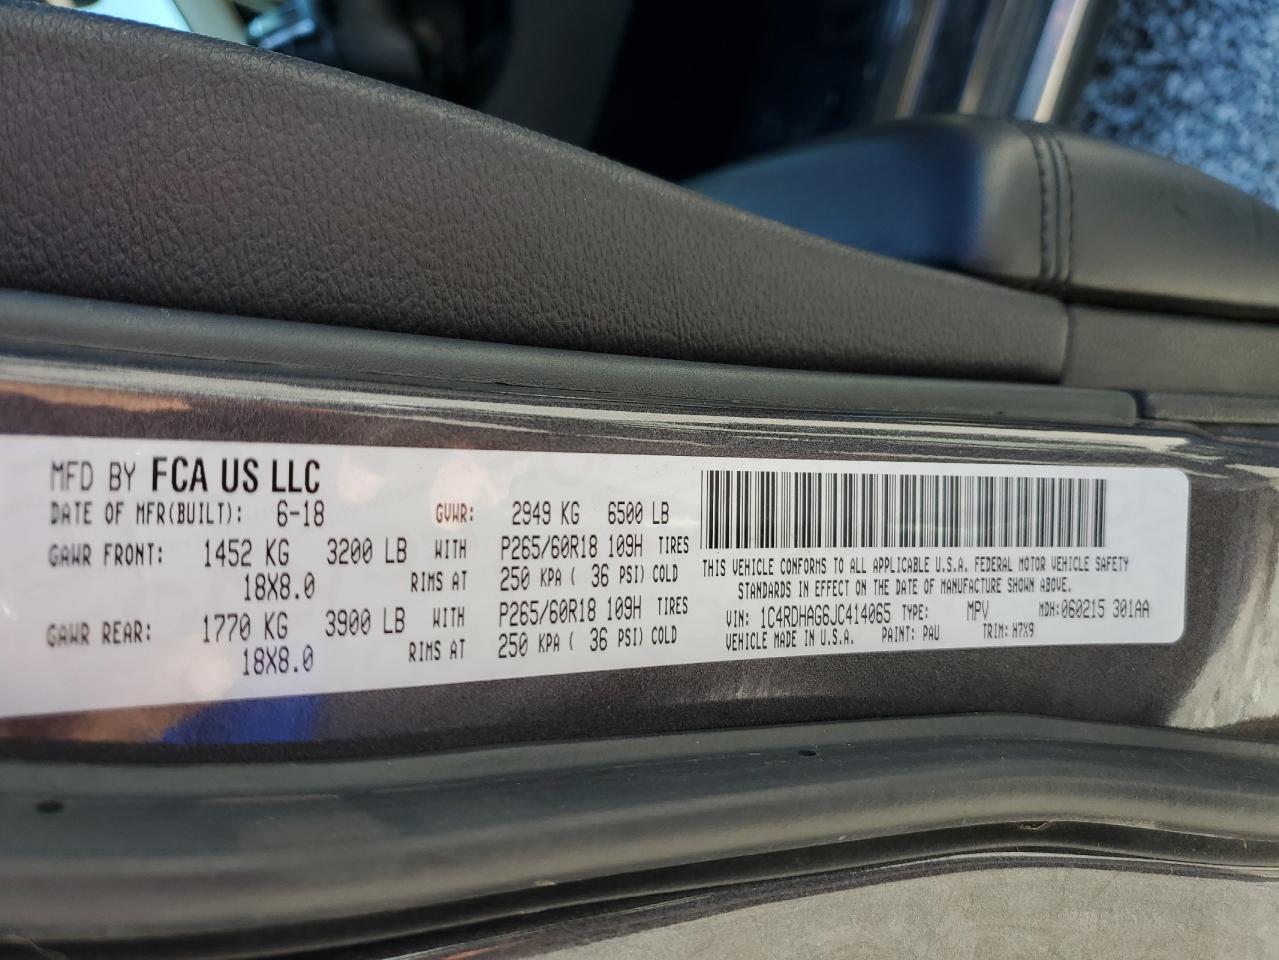 MFD BY FCA US LLC
DATE OF MFR(BUILT): 6-18 GVWR: 2949 KG 6500 LB
GAWR FRONT: 1452 KG 3200 LB WITH P265/60R18 109H TIRES
18X8.0 RIMS AT 250 KPA ( 36 PSI) COLD
GAWR REAR: 1770 KG 3900 LB WITH P265/60R18 109H TIRES
18X8.0 RIMS AT 250 KPA ( 36 PSI) COLD
THIS VEHICLE CONFORMS TO ALL APPLICABLE U.S.A. FEDERAL MOTOR VEHICLE SAFETY
STANDARDS IN EFFECT ON THE DATE OF MANUFACTURE SHOWN ABOVE.
VIN: 1C4RDHAG6JC414065 TYPE: MPV MDH: 060215 301AA
VEHICLE MADE IN U.S.A. PAINT: PAU TRIM: H7X9